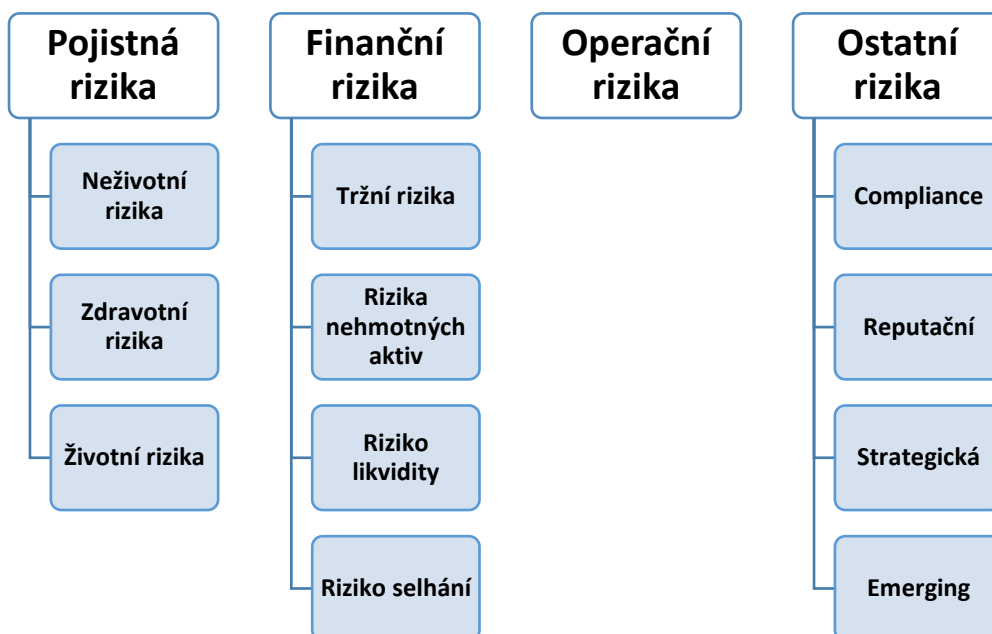 Pojistná
rizika
Neživotní
rizika
Zdravotní
rizika
Životní rizika
Finanční
rizika
Tržní rizika
Rizika
nehmotných
aktiv
Riziko
likvidity
Riziko selhání
Operační
rizika
Ostatní
rizika
Compliance
Reputační
Strategická
Emerging